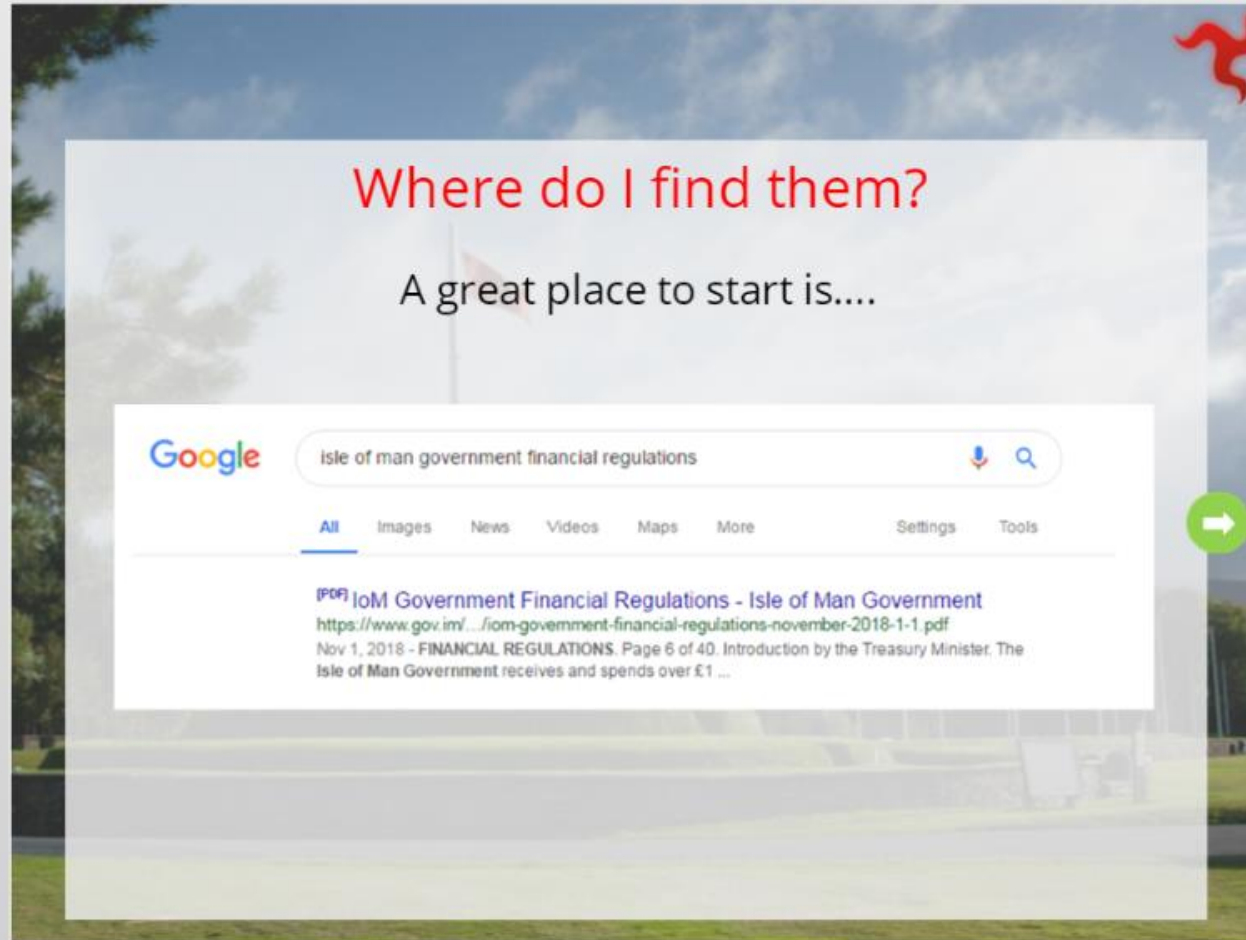 Where do I find them?
A great place to start is....
Google
isle of man government financial regulations
All Images News Videos Maps More Settings Tools
[PDF] IoM Government Financial Regulations - Isle of Man Government
https://www.gov.im/.../iom-government-financial-regulations-november-2018-1-1.pdf
Nov 1, 2018 - FINANCIAL REGULATIONS. Page 6 of 40. Introduction by the Treasury Minister. The
Isle of Man Government receives and spends over £1 ...